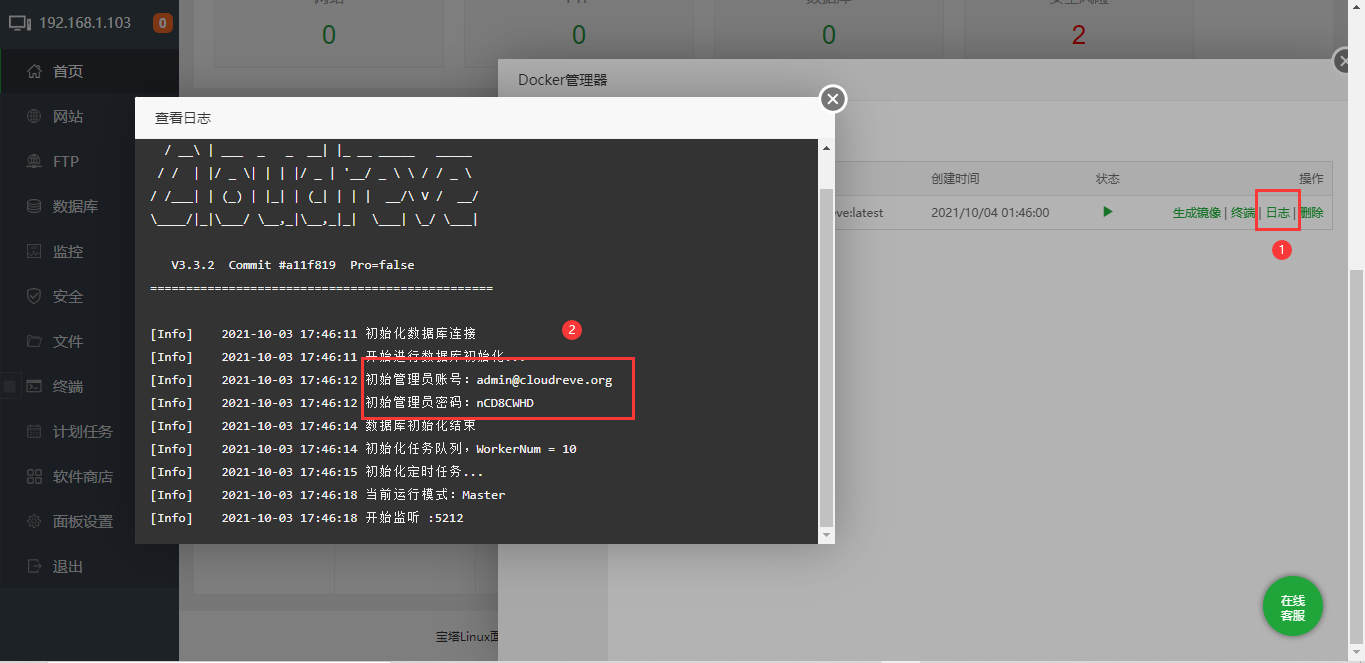 192.168.1.103 0
首页
网站
FTP
数据库
监控
安全
文件
终端
计划任务
软件商店
面板设置
退出
网站 FTP 数据库 安全风险
0 0 0 2
Docker管理器
创建时间 状态 操作
eve:latest 2021/10/04 01:46:00 生成镜像 | 终端 | 日志 | 删除
1
查看日志
V3.3.2 Commit #a11f819 Pro=false
================================================
[Info] 2021-10-03 17:46:11 初始化数据库连接
2
[Info] 2021-10-03 17:46:11 开始进行数据库初始化...
[Info] 2021-10-03 17:46:12 初始管理员账号：admin@cloudreve.org
[Info] 2021-10-03 17:46:12 初始管理员密码：nCD8CWHD
[Info] 2021-10-03 17:46:14 数据库初始化结束
[Info] 2021-10-03 17:46:14 初始化任务队列，WorkerNum = 10
[Info] 2021-10-03 17:46:15 初始化定时任务...
[Info] 2021-10-03 17:46:18 当前运行模式：Master
[Info] 2021-10-03 17:46:18 开始监听 :5212
宝塔Linux面
在线
客服